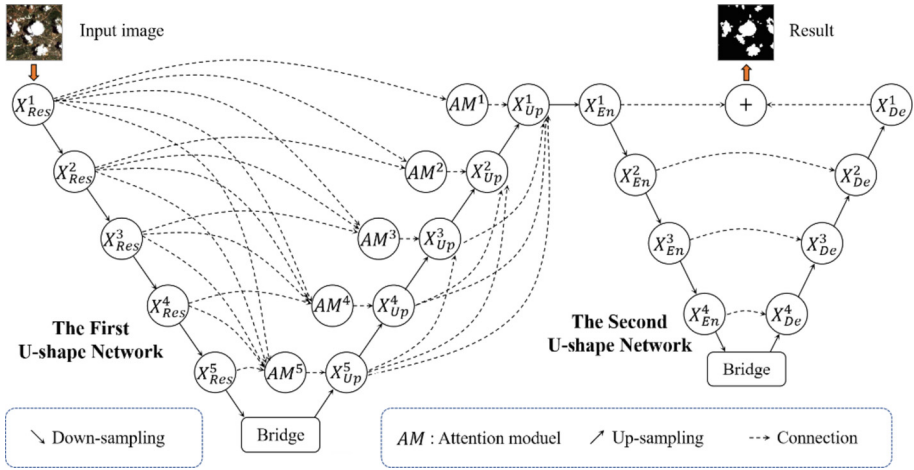 Input image
Result
X^1_Res
AM^1
X^1_Up
X^1_En
+
X^1_De
X^2_Res
AM^2
X^2_Up
X^2_En
X^2_De
X^3_Res
AM^3
X^3_Up
X^3_En
X^3_De
X^4_Res
AM^4
X^4_Up
X^4_En
X^4_De
The First
U-shape Network
The Second
U-shape Network
X^5_Res
AM^5
X^5_Up
Bridge
Bridge
Down-sampling
AM : Attention moduel
Up-sampling
Connection